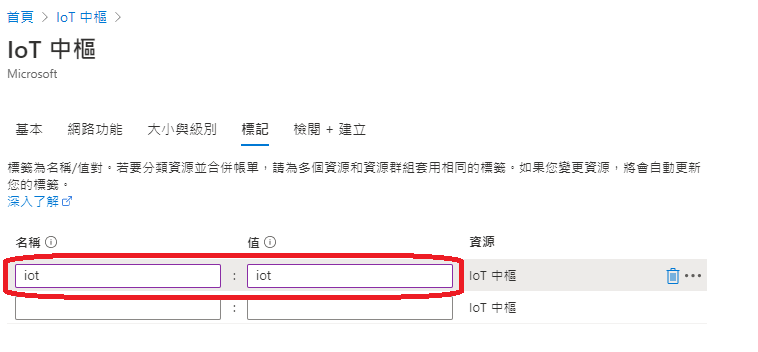 首頁 > IoT 中樞 >
IoT 中樞
Microsoft
基本 網路功能 大小與級別 標記 檢閱 + 建立
標籤為名稱/值對。若要分類資源並合併帳單，請為多個資源和資源群組套用相同的標籤。如果您變更資源，將會自動更新
您的標籤。
深入了解
名稱 值 資源
iot : iot IoT 中樞
: IoT 中樞